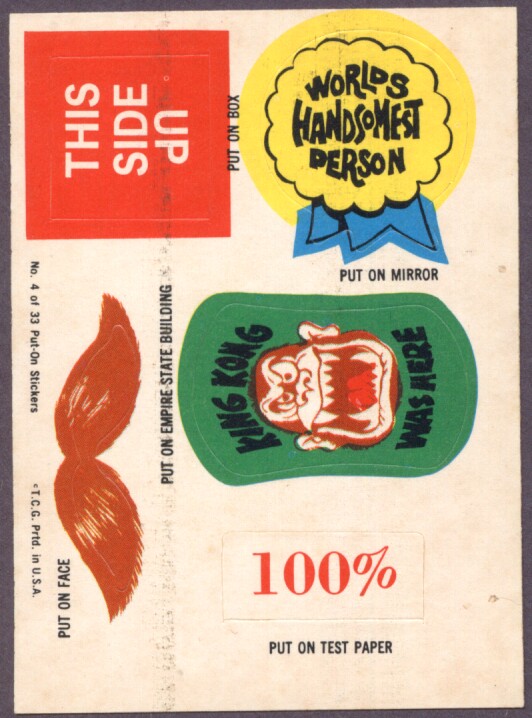 THIS
SIDE
UP
PUT ON BOX
WORLDS
HANDSOMEST
PERSON
PUT ON MIRROR
No. 4 of 33 Put-On Stickers
©T.C.G. Prtd. in U.S.A.
PUT ON FACE
PUT ON EMPIRE STATE BUILDING
KING KONG
WAS HERE
100%
PUT ON TEST PAPER